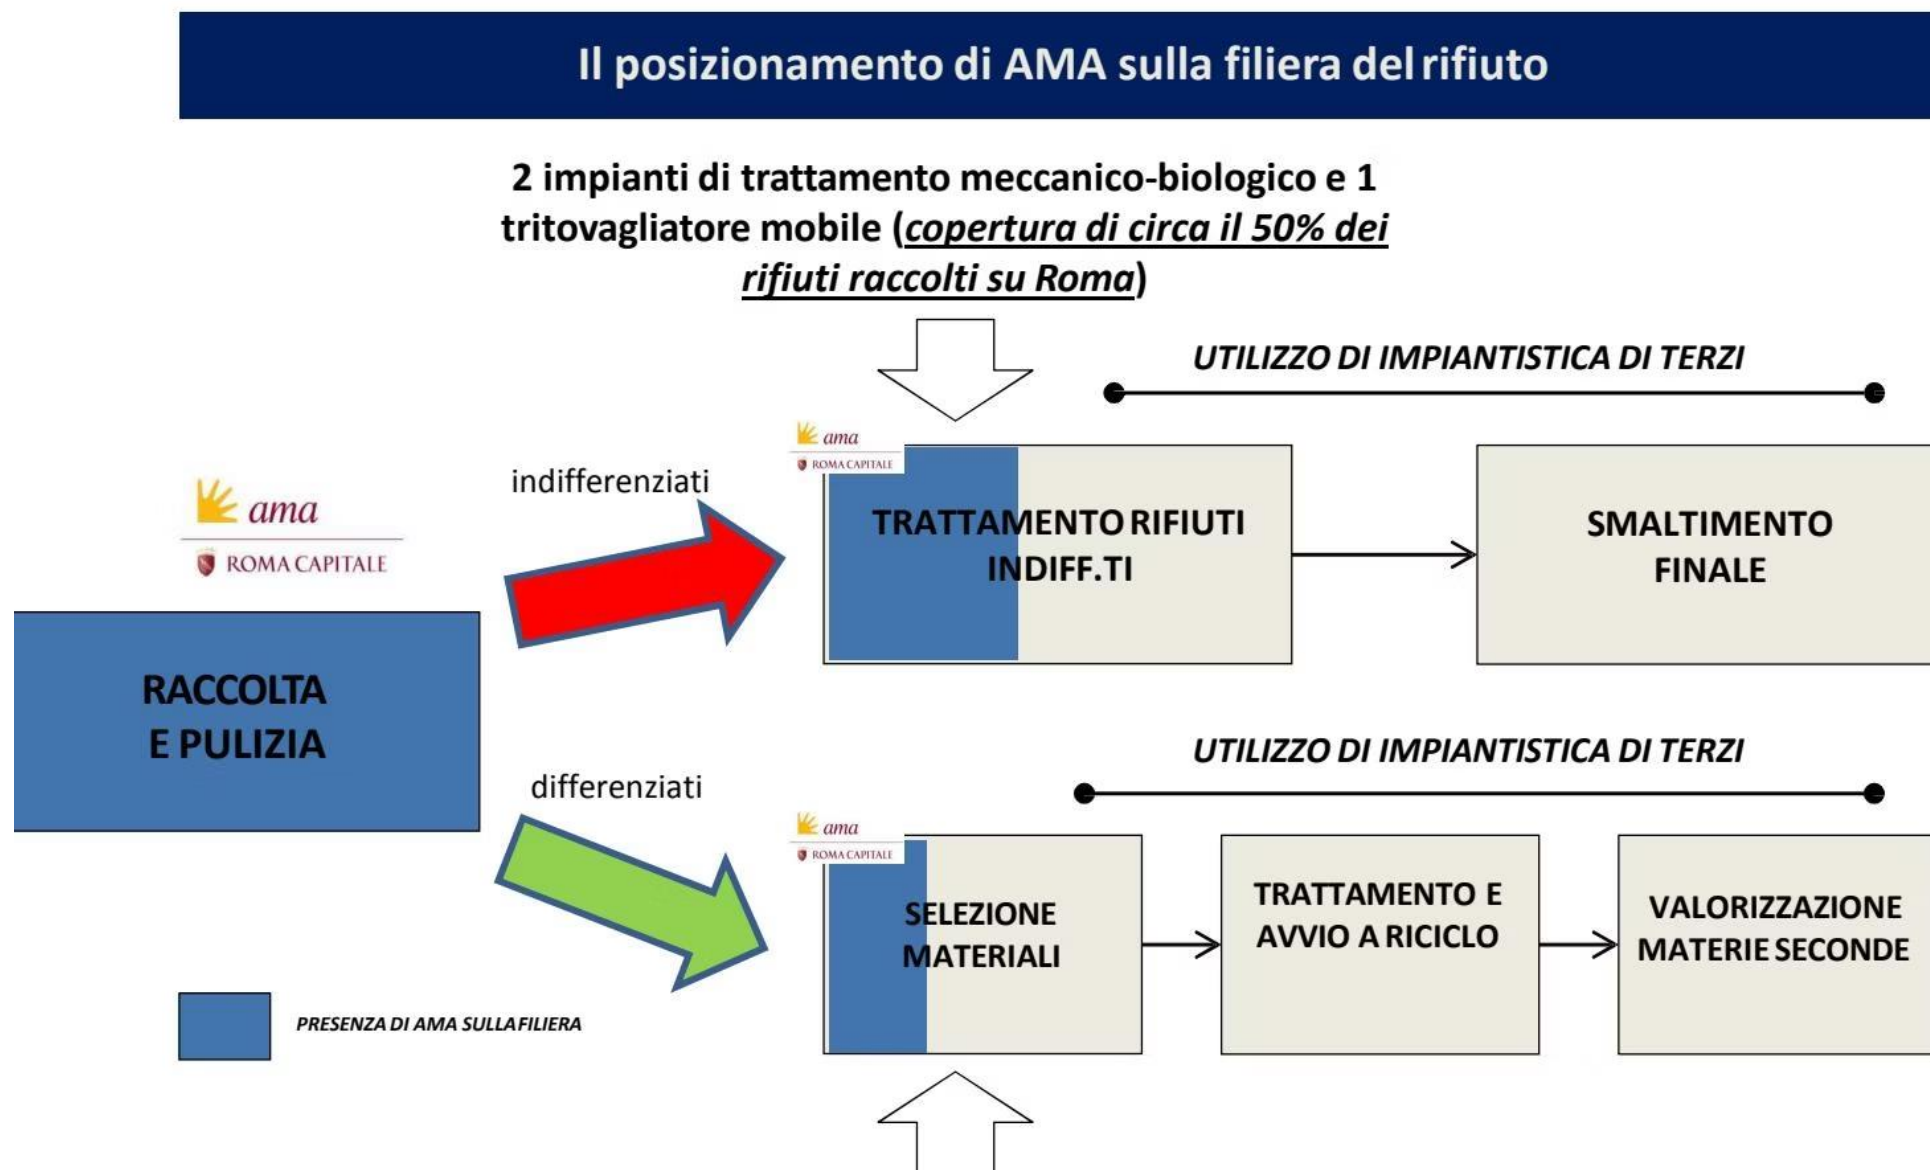 Il posizionamento di AMA sulla filiera del rifiuto
2 impianti di trattamento meccanico-biologico e 1
tritovagliatore mobile (copertura di circa il 50% dei
rifiuti raccolti su Roma)
UTILIZZO DI IMPIANTISTICA DI TERZI
ama
ROMA CAPITALE
indifferenziati
TRATTAMENTO RIFIUTI
INDIFF.TI
SMALTIMENTO
FINALE
ama
ROMA CAPITALE
RACCOLTA
E PULIZIA
UTILIZZO DI IMPIANTISTICA DI TERZI
differenziati
ama
ROMA CAPITALE
SELEZIONE
MATERIALI
TRATTAMENTO E
AVVIO A RICICLO
VALORIZZAZIONE
MATERIE SECONDE
PRESENZA DI AMA SULLA FILIERA